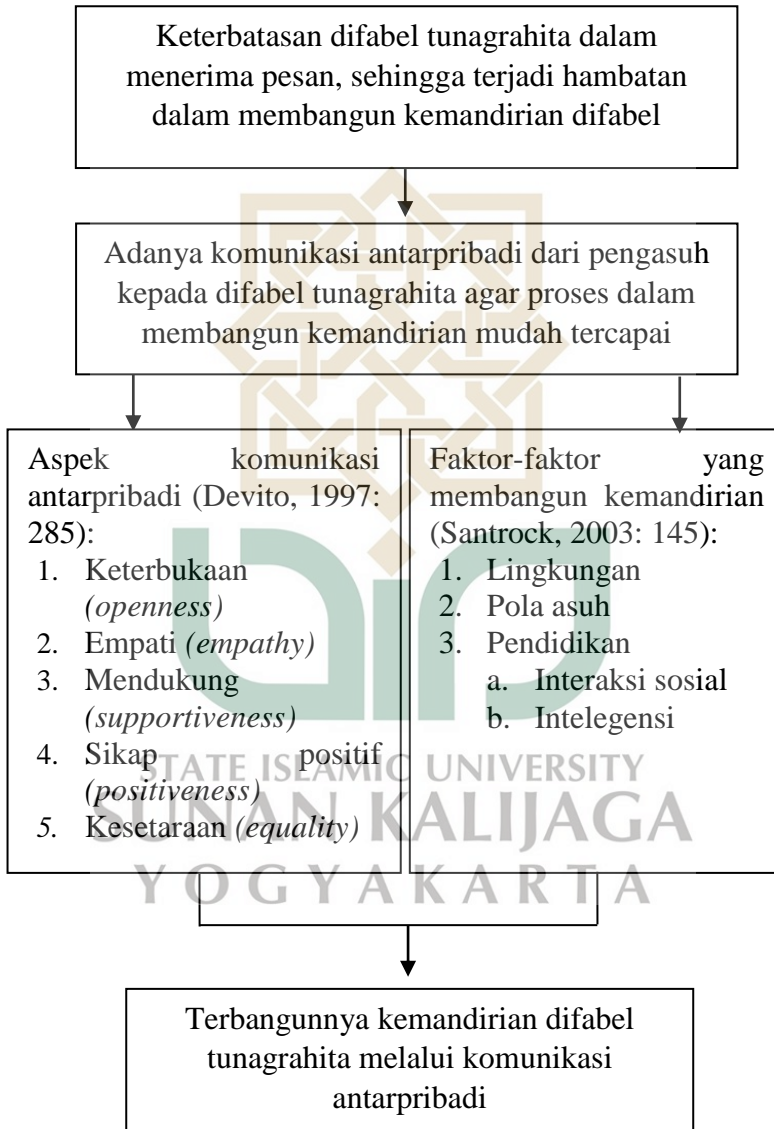 Keterbatasan difabel tunagrahita dalam
menerima pesan, sehingga terjadi hambatan
dalam membangun kemandirian difabel
Adanya komunikasi antarpribadi dari pengasuh
kepada difabel tunagrahita agar proses dalam
membangun kemandirian mudah tercapai
Aspek komunikasi
antarpribadi (Devito, 1997:
285):
1. Keterbukaan
(openness)
2. Empati (empathy)
3. Mendukung
(supportiveness)
4. Sikap positif
(positiveness)
5. Kesetaraan (equality)
Faktor-faktor yang
membangun kemandirian
(Santrock, 2003: 145):
1. Lingkungan
2. Pola asuh
3. Pendidikan
a. Interaksi sosial
b. Intelegensi
STATE ISLAMIC UNIVERSITY
SUNAN KALIJAGA
YOGYAKARTA
Terbangunnya kemandirian difabel
tunagrahita melalui komunikasi
antarpribadi